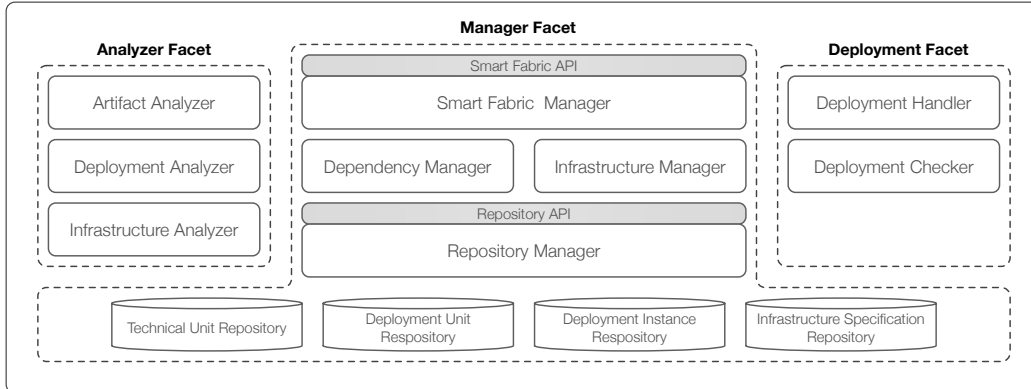 Manager Facet
Analyzer Facet
Deployment Facet
Smart Fabric API
Artifact Analyzer
Smart Fabric Manager
Deployment Handler
Deployment Analyzer
Dependency Manager
Infrastructure Manager
Deployment Checker
Repository API
Infrastructure Analyzer
Repository Manager
Technical Unit Repository
Deployment Unit
Respository
Deployment Instance
Respository
Infrastructure Specification
Repository